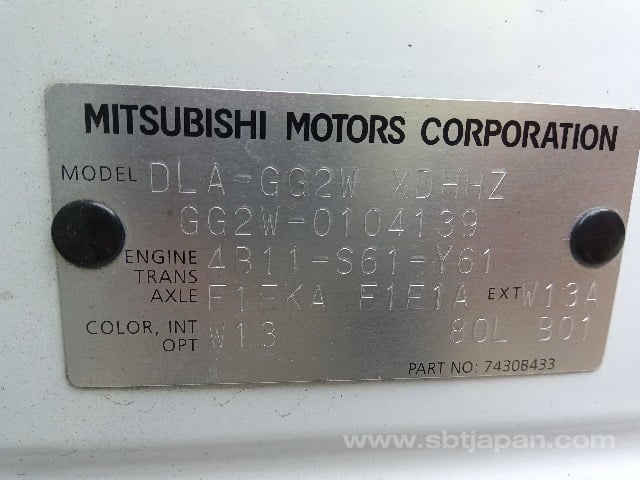 MITSUBISHI MOTORS CORPORATION
MODEL DLA-GG2W XDHHZ
GG2W-0104139
ENGINE 4B11-S61-Y61
TRANS
AXLE F1EKA F1E1A EXT W13A
COLOR, INT W13 80L B01
OPT
PART NO: 7430B433
www.sbtjapan.com